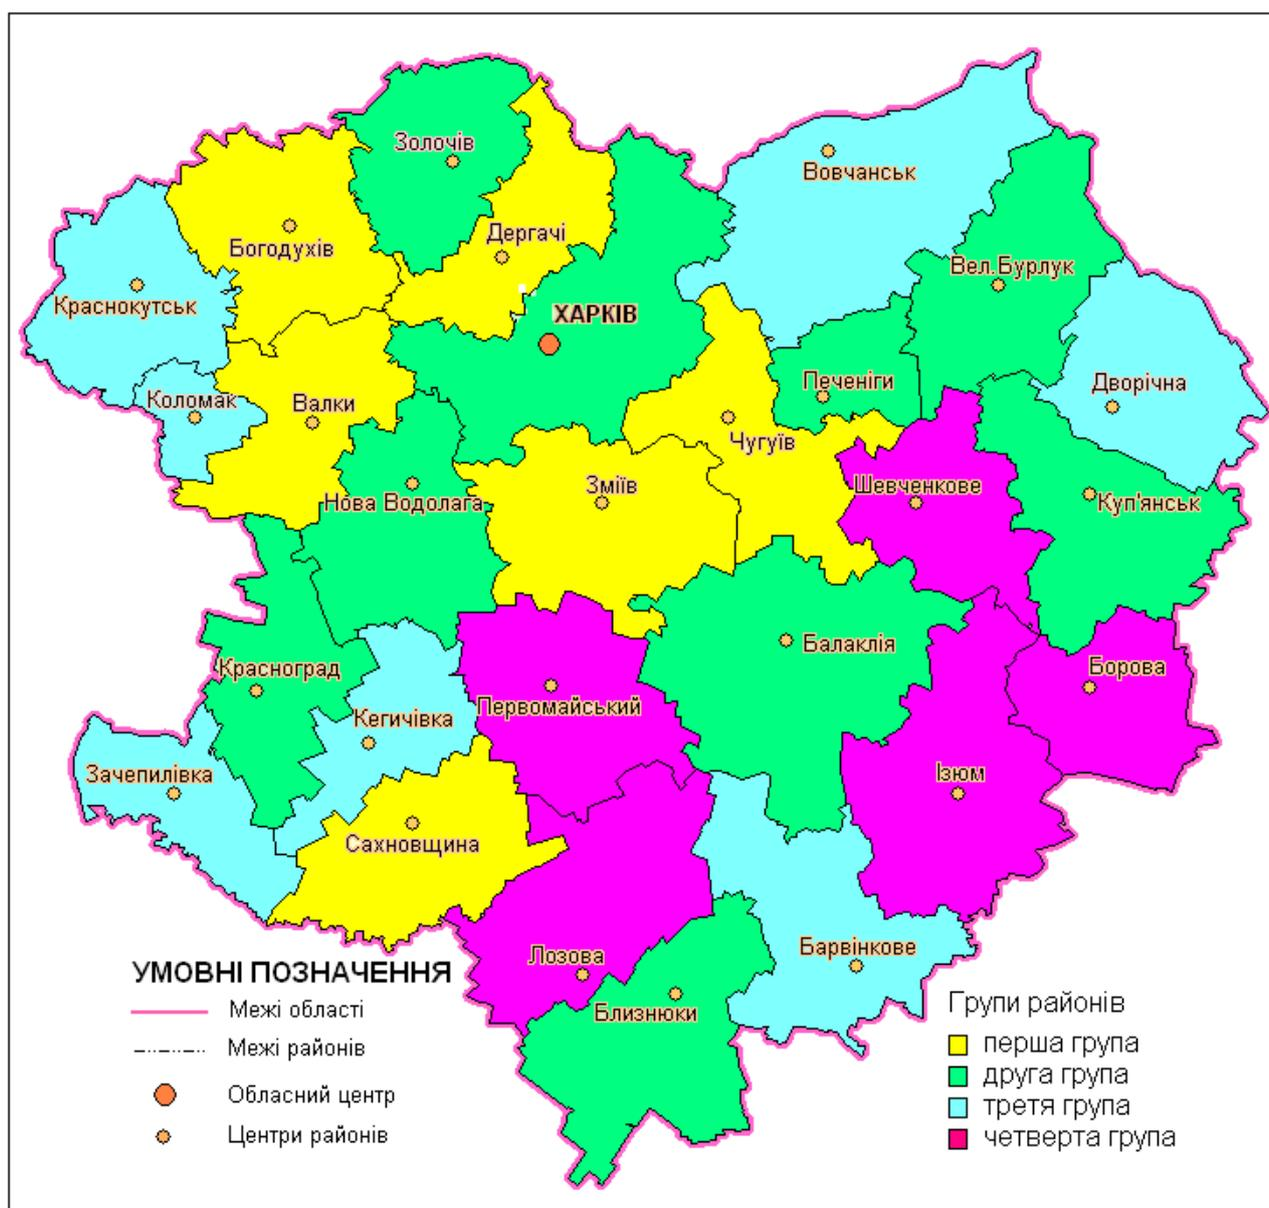 Золочів
Вовчанськ
Богодухів
Дергачі
Вел.Бурлук
Краснокутськ
ХАРКІВ
Печеніги
Дворічна
Коломак
Валки
Чугуїв
Зміїв
Шевченкове
Нова Водолага
Куп'янськ
Балаклія
Красноград
Борова
Первомайський
Кегичівка
Зачепилівка
Ізюм
Сахновщина
Барвінкове
Лозова
Близнюки
УМОВНІ ПОЗНАЧЕННЯ
Межі області
Межі районів
Обласний центр
Центри районів
Групи районів
перша група
друга група
третя група
четверта група